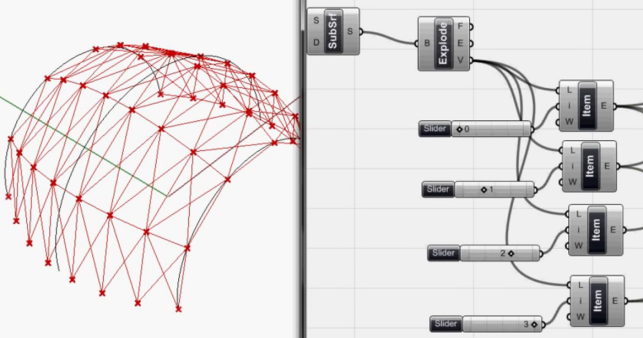 S
D
SubSrf
S
B
Explode
F
E
V
L
i
W
Item
E
Slider
0
L
i
W
Item
E
Slider
1
L
i
W
Item
E
Slider
2
L
i
W
Item
E
Slider
3